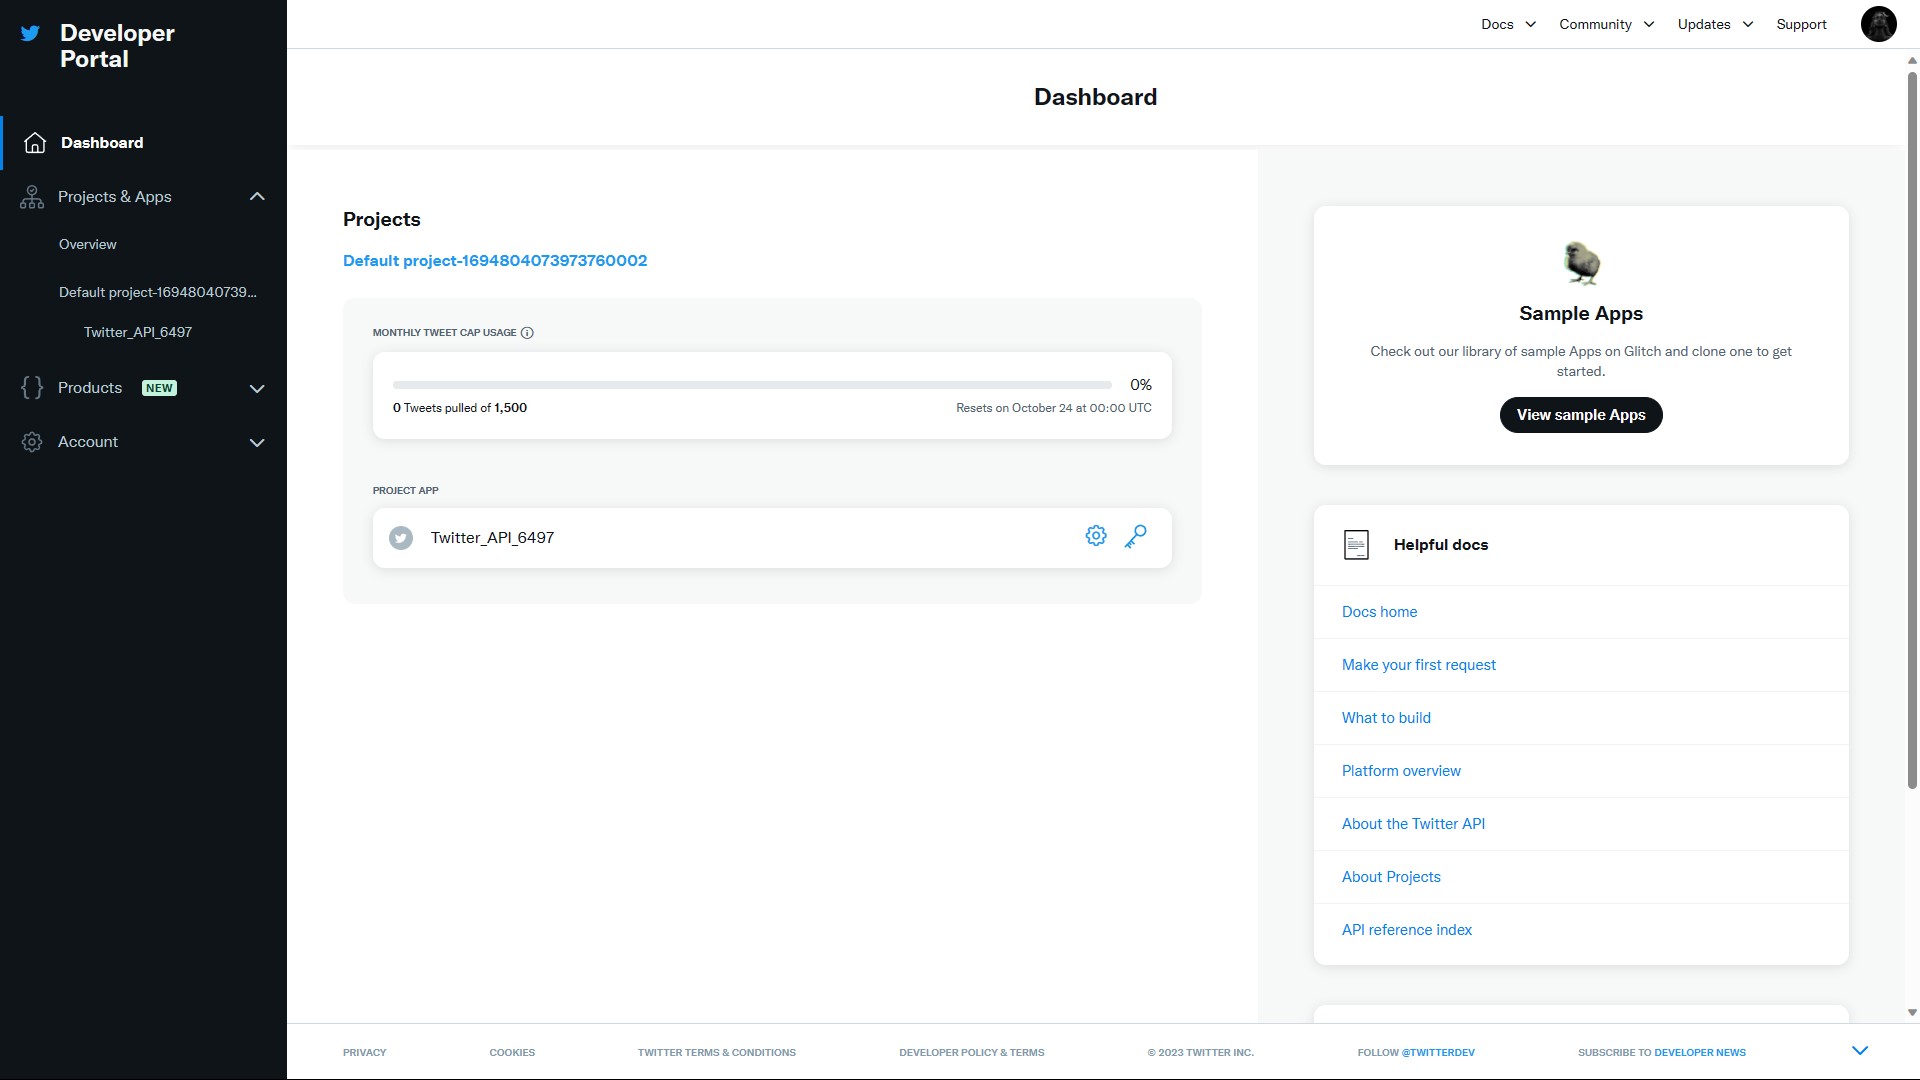 Developer
Portal
Dashboard
Projects & Apps
Overview
Default project-16948040739...
Twitter_API_6497
Products NEW
Account
Docs Community Updates Support
Dashboard
Projects
Default project-1694804073973760002
MONTHLY TWEET CAP USAGE
0%
0 Tweets pulled of 1,500 Resets on October 24 at 00:00 UTC
PROJECT APP
Twitter_API_6497
Sample Apps
Check out our library of sample Apps on Glitch and clone one to get
started.
View sample Apps
Helpful docs
Docs home
Make your first request
What to build
Platform overview
About the Twitter API
About Projects
API reference index
PRIVACY COOKIES TWITTER TERMS & CONDITIONS DEVELOPER POLICY & TERMS © 2023 TWITTER INC. FOLLOW @TWITTERDEV SUBSCRIBE TO DEVELOPER NEWS